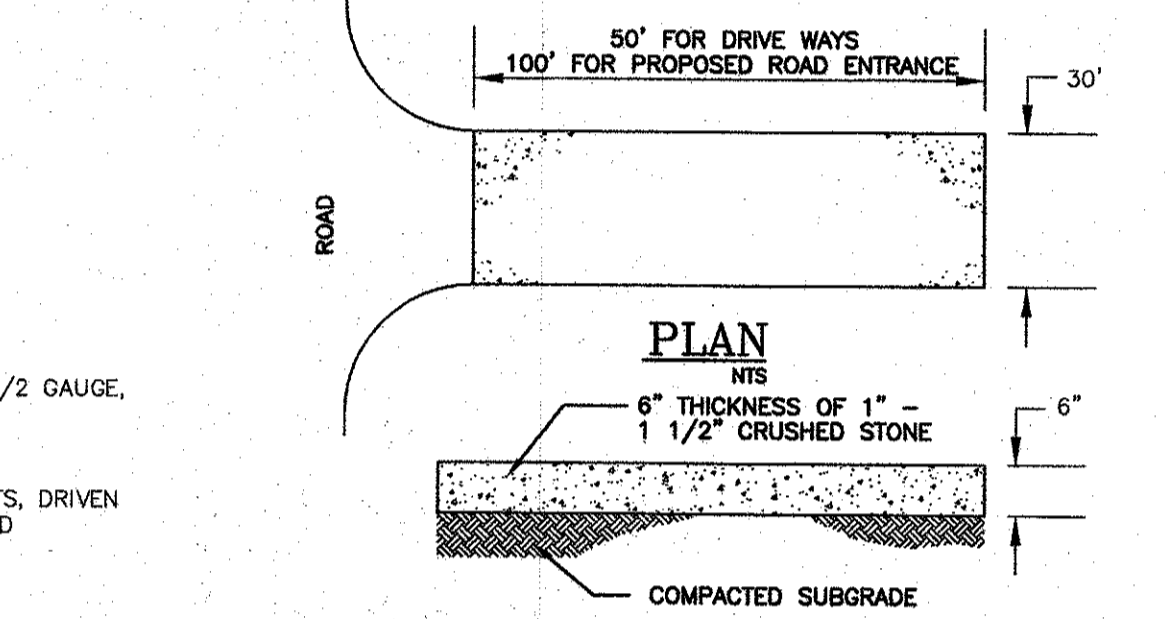 50' FOR DRIVE WAYS
100' FOR PROPOSED ROAD ENTRANCE
30'
ROAD
PLAN
NTS
/2 GAUGE,
6" THICKNESS OF 1" –
1 1/2" CRUSHED STONE
6"
TS, DRIVEN
D
COMPACTED SUBGRADE